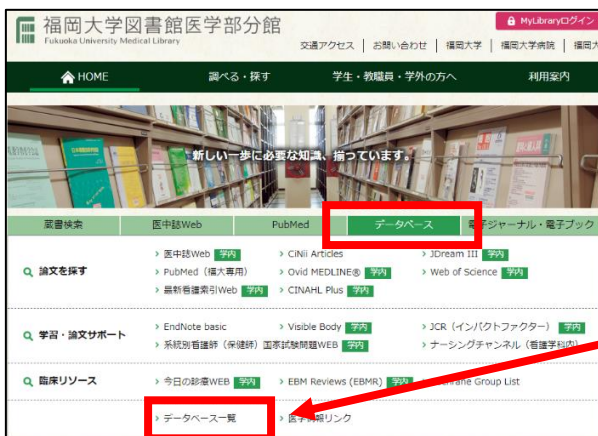 福岡大学図書館医学部分館
Fukuoka University Medical Library
MyLibraryログイン
交通アクセス | お問い合わせ | 福岡大学 | 福岡大学病院 | 福岡大
HOME 調べる・探す 学生・教職員・学外の方へ 利用案内
新しい一歩に必要な知識、揃っています。
蔵書検索 医中誌Web PubMed データベース 電子ジャーナル・電子ブック
論文を探す
› 医中誌Web 学内 › CiNii Articles › JDream III 学内
› PubMed（福大専用） › Ovid MEDLINE® 学内 › Web of Science 学内
› 最新看護索引Web 学内 › CINAHL Plus 学内
学習・論文サポート
› EndNote basic › Visible Body 学内 › JCR（インパクトファクター） 学内
› 系統別看護師（保健師）国家試験問題WEB 学内 › ナーシングチャンネル（看護学科内）
臨床リソース
› 今日の診療WEB 学内 › EBM Reviews (EBMR) 学内 Group List
› データベース一覧 › 医学情報リンク